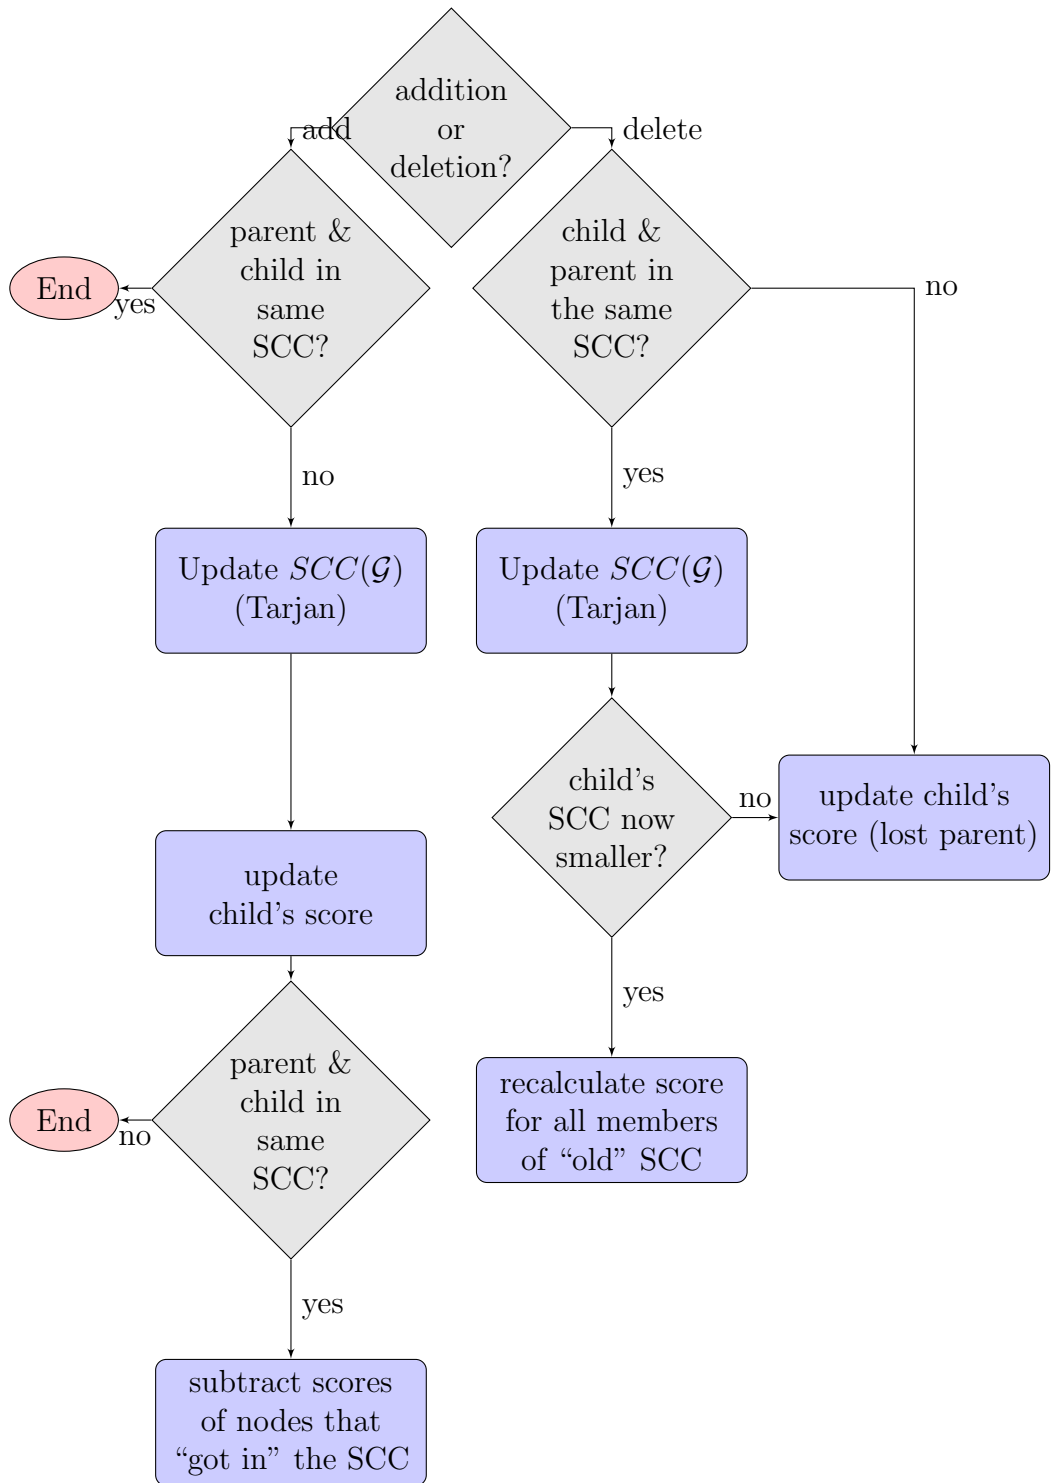 addition
or
deletion?
add
delete
parent &
child in
same
SCC?
child &
parent in
the same
SCC?
End
yes
no
no
yes
Update SCC(𝒢)
(Tarjan)
Update SCC(𝒢)
(Tarjan)
child's
SCC now
smaller?
no
update child's
score (lost parent)
update
child's score
yes
parent &
child in
same
SCC?
End
no
recalculate score
for all members
of “old” SCC
yes
subtract scores
of nodes that
“got in” the SCC